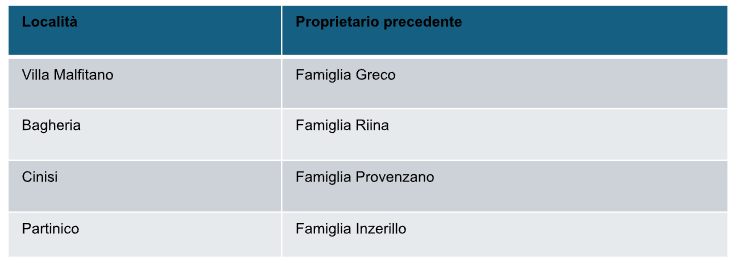 Località Proprietario precedente
Villa Malfitano Famiglia Greco
Bagheria Famiglia Riina
Cinisi Famiglia Provenzano
Partinico Famiglia Inzerillo